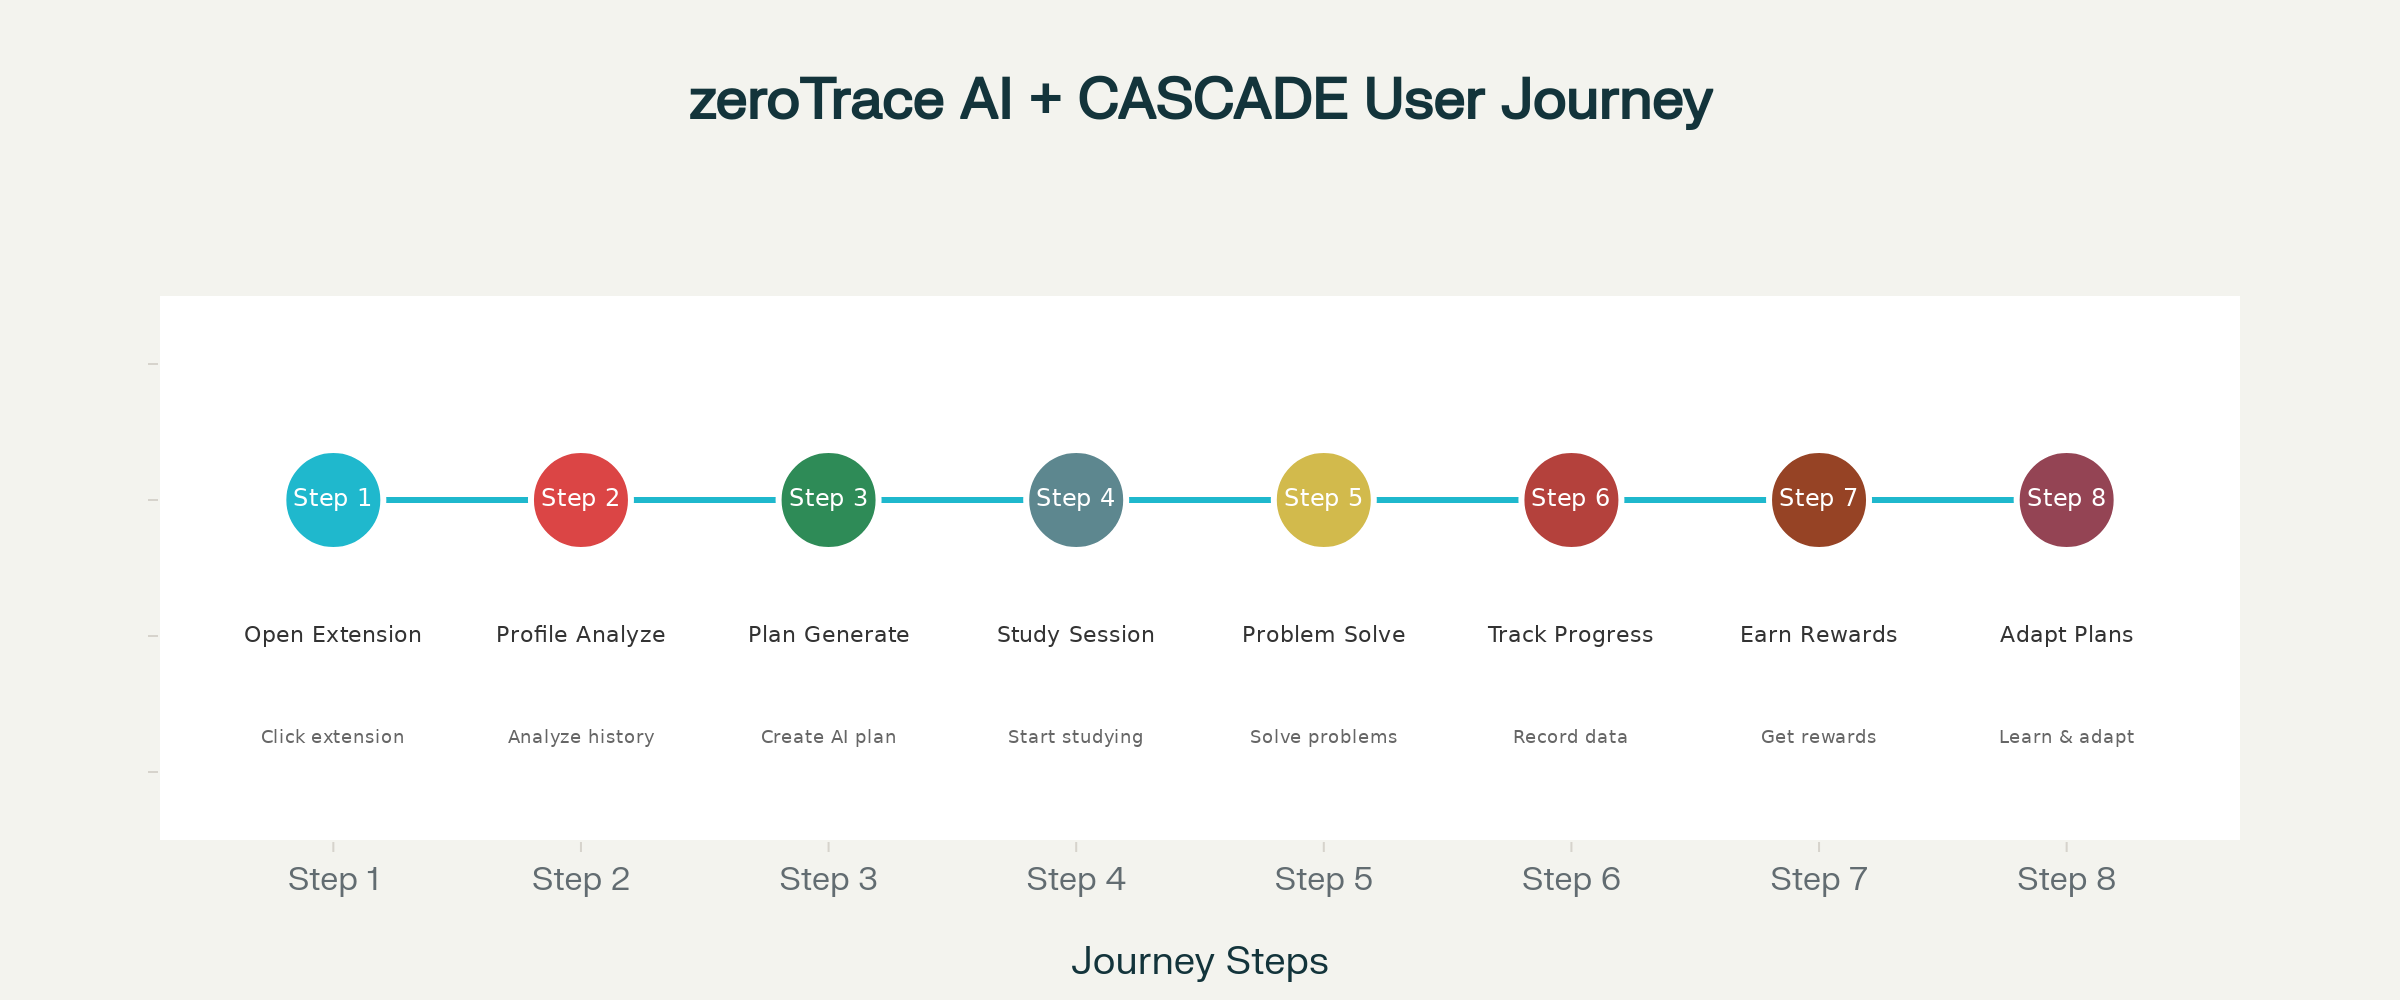 zeroTrace AI + CASCADE User Journey
Step 1 Step 2 Step 3 Step 4 Step 5 Step 6 Step 7 Step 8
Open Extension Profile Analyze Plan Generate Study Session Problem Solve Track Progress Earn Rewards Adapt Plans
Click extension Analyze history Create AI plan Start studying Solve problems Record data Get rewards Learn & adapt
Step 1 Step 2 Step 3 Step 4 Step 5 Step 6 Step 7 Step 8
Journey Steps